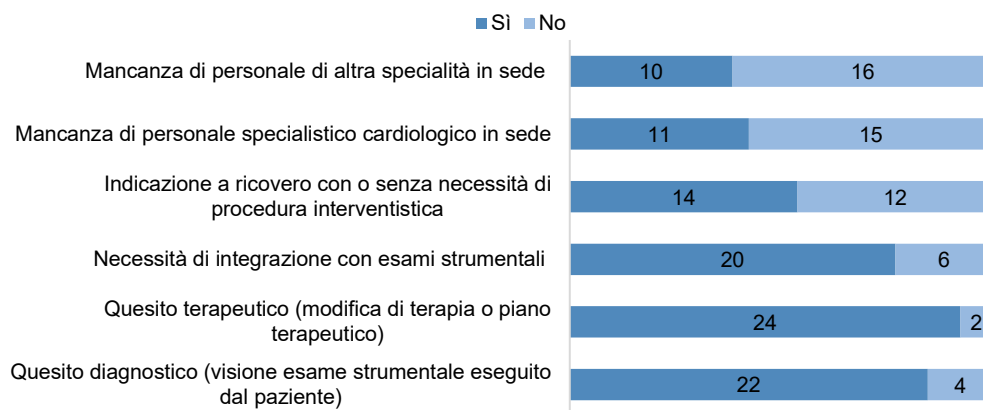 Sì No
Mancanza di personale di altra specialità in sede 10 16
Mancanza di personale specialistico cardiologico in sede 11 15
Indicazione a ricovero con o senza necessità di
procedura interventistica 14 12
Necessità di integrazione con esami strumentali 20 6
Quesito terapeutico (modifica di terapia o piano
terapeutico) 24 2
Quesito diagnostico (visione esame strumentale eseguito
dal paziente) 22 4